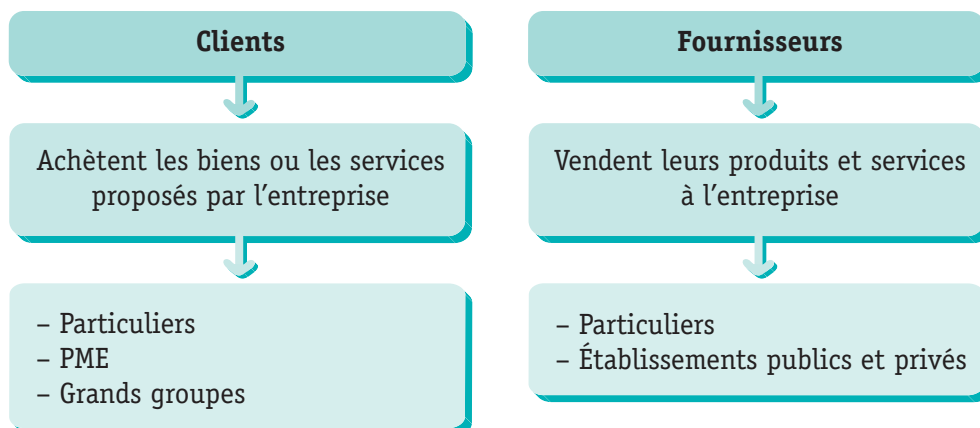 Clients
Achètent les biens ou les services
proposés par l’entreprise
– Particuliers
– PME
– Grands groupes
Fournisseurs
Vendent leurs produits et services
à l’entreprise
– Particuliers
– Établissements publics et privés